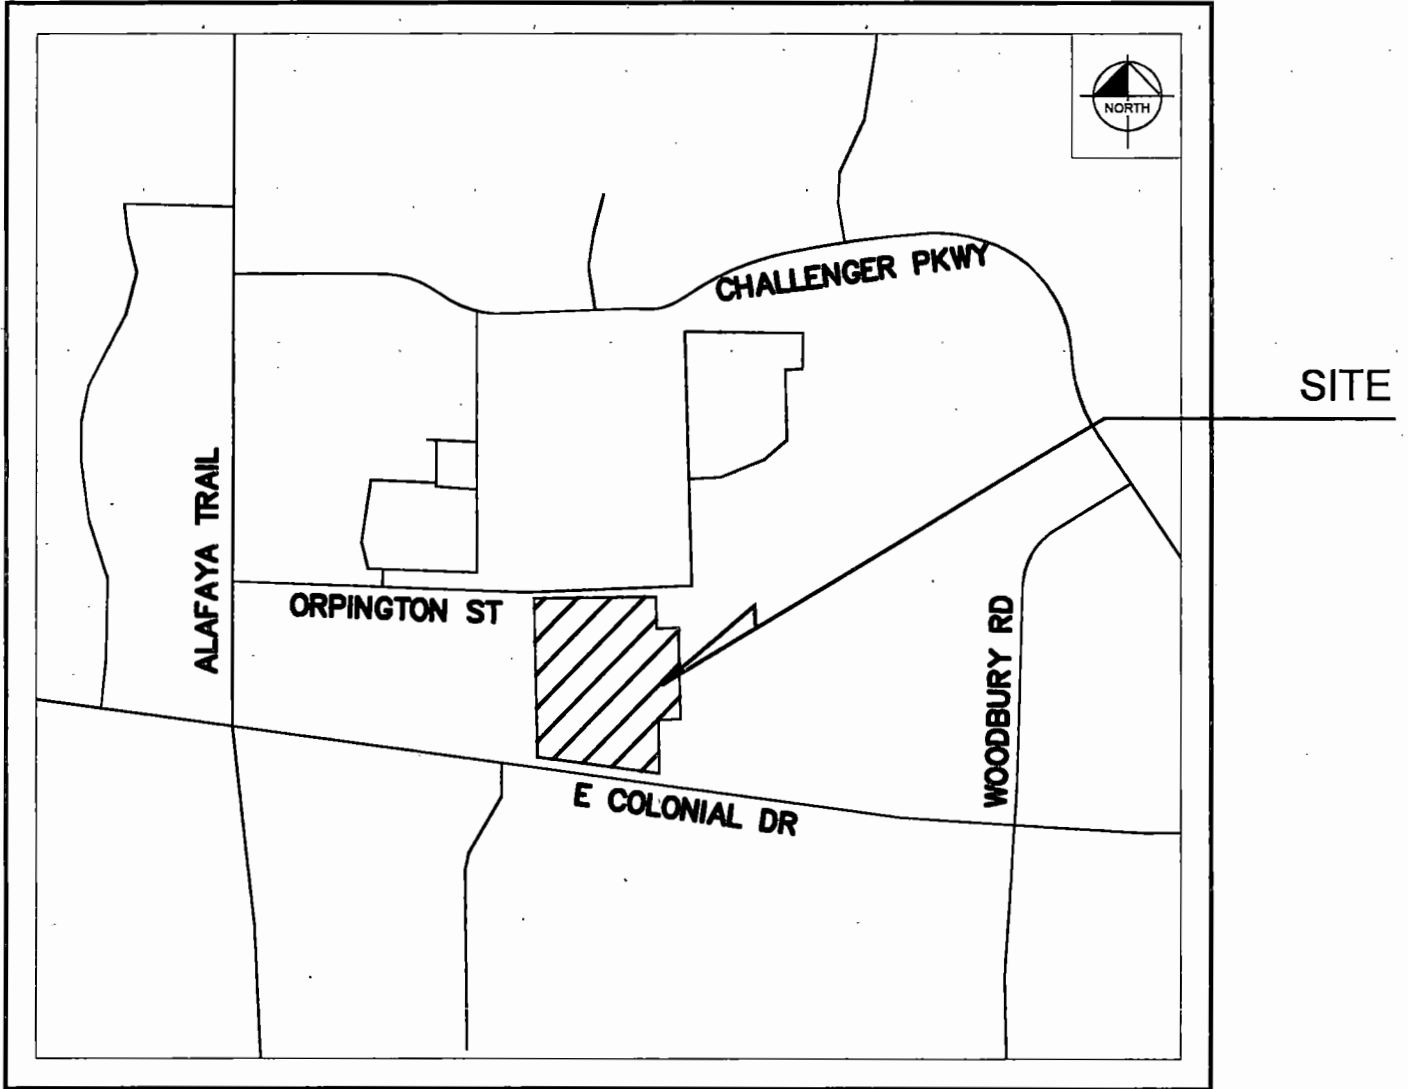 NORTH
CHALLENGER PKWY
SITE
ALAFAYA TRAIL
ORPINGTON ST
WOODBURY RD
E COLONIAL DR